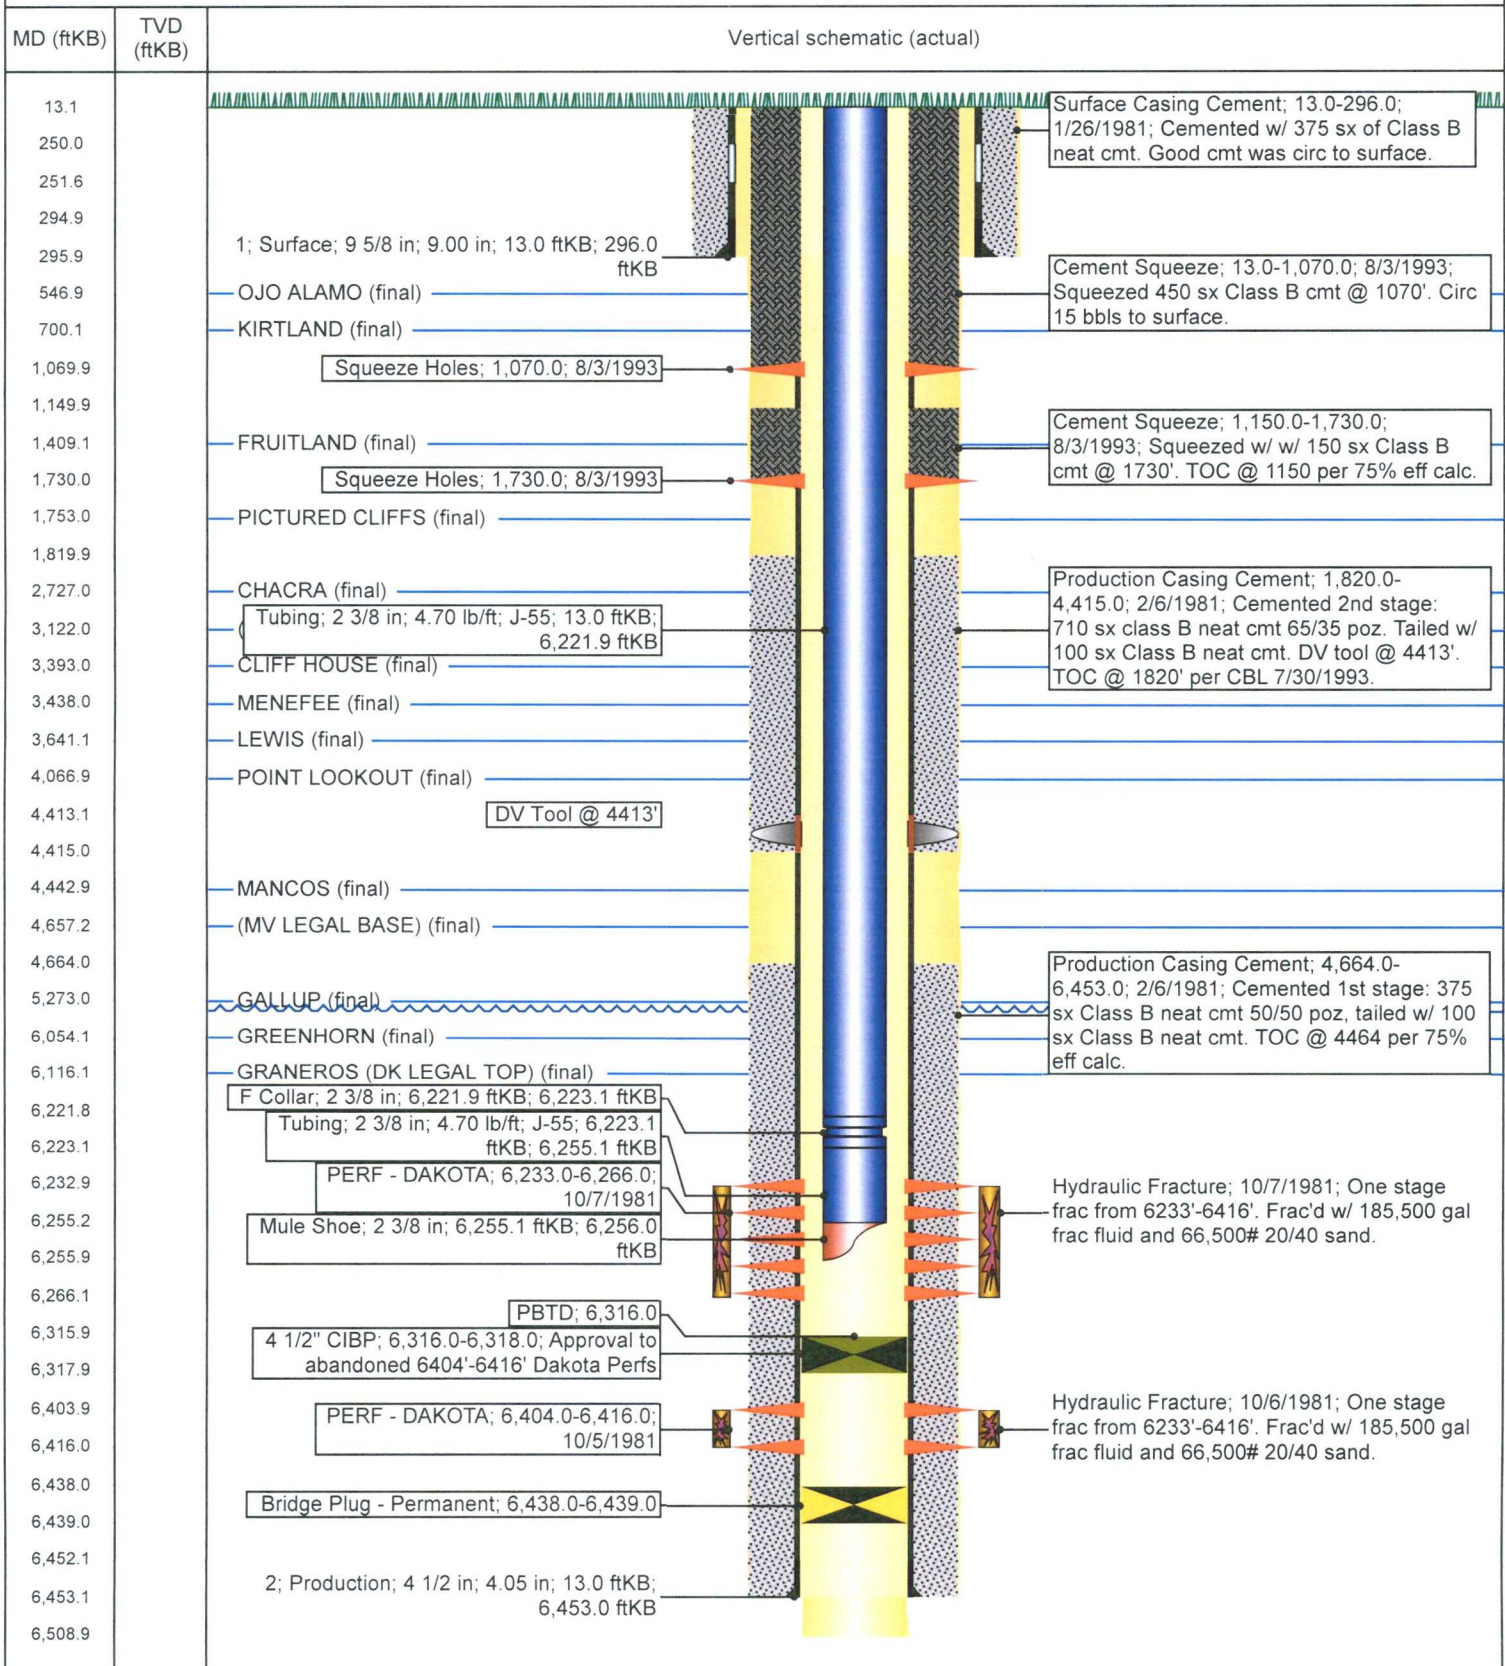 MD (ftKB)
TVD
(ftKB)
Vertical schematic (actual)
13.1
250.0
251.6
294.9
295.9
546.9
700.1
1,069.9
1,149.9
1,409.1
1,730.0
1,753.0
1,819.9
2,727.0
3,122.0
3,393.0
3,438.0
3,641.1
4,066.9
4,413.1
4,415.0
4,442.9
4,657.2
4,664.0
5,273.0
6,054.1
6,116.1
6,221.8
6,223.1
6,232.9
6,255.2
6,255.9
6,266.1
6,315.9
6,317.9
6,403.9
6,416.0
6,438.0
6,439.0
6,452.1
6,453.1
6,508.9
1; Surface; 9 5/8 in; 9.00 in; 13.0 ftKB; 296.0
ftKB
OJO ALAMO (final)
KIRTLAND (final)
Squeeze Holes; 1,070.0; 8/3/1993
FRUITLAND (final)
Squeeze Holes; 1,730.0; 8/3/1993
PICTURED CLIFFS (final)
CHACRA (final)
(
Tubing; 2 3/8 in; 4.70 lb/ft; J-55; 13.0 ftKB;
6,221.9 ftKB
CLIFF HOUSE (final)
MENEFEE (final)
LEWIS (final)
POINT LOOKOUT (final)
DV Tool @ 4413'
MANCOS (final)
(MV LEGAL BASE) (final)
GALLUP (final)
GREENHORN (final)
GRANEROS (DK LEGAL TOP) (final)
F Collar; 2 3/8 in; 6,221.9 ftKB; 6,223.1 ftKB
Tubing; 2 3/8 in; 4.70 lb/ft; J-55; 6,223.1
ftKB; 6,255.1 ftKB
PERF - DAKOTA; 6,233.0-6,266.0;
10/7/1981
Mule Shoe; 2 3/8 in; 6,255.1 ftKB; 6,256.0
ftKB
PBTD; 6,316.0
4 1/2" CIBP; 6,316.0-6,318.0; Approval to
abandoned 6404'-6416' Dakota Perfs
PERF - DAKOTA; 6,404.0-6,416.0;
10/5/1981
Bridge Plug - Permanent; 6,438.0-6,439.0
2; Production; 4 1/2 in; 4.05 in; 13.0 ftKB;
6,453.0 ftKB
Surface Casing Cement; 13.0-296.0;
1/26/1981; Cemented w/ 375 sx of Class B
neat cmt. Good cmt was circ to surface.
Cement Squeeze; 13.0-1,070.0; 8/3/1993;
Squeezed 450 sx Class B cmt @ 1070'. Circ
15 bbls to surface.
Cement Squeeze; 1,150.0-1,730.0;
8/3/1993; Squeezed w/ w/ 150 sx Class B
cmt @ 1730'. TOC @ 1150 per 75% eff calc.
Production Casing Cement; 1,820.0-
4,415.0; 2/6/1981; Cemented 2nd stage:
710 sx class B neat cmt 65/35 poz. Tailed w/
100 sx Class B neat cmt. DV tool @ 4413'.
TOC @ 1820' per CBL 7/30/1993.
Production Casing Cement; 4,664.0-
6,453.0; 2/6/1981; Cemented 1st stage: 375
sx Class B neat cmt 50/50 poz, tailed w/ 100
sx Class B neat cmt. TOC @ 4464 per 75%
eff calc.
Hydraulic Fracture; 10/7/1981; One stage
frac from 6233'-6416'. Frac'd w/ 185,500 gal
frac fluid and 66,500# 20/40 sand.
Hydraulic Fracture; 10/6/1981; One stage
frac from 6233'-6416'. Frac'd w/ 185,500 gal
frac fluid and 66,500# 20/40 sand.